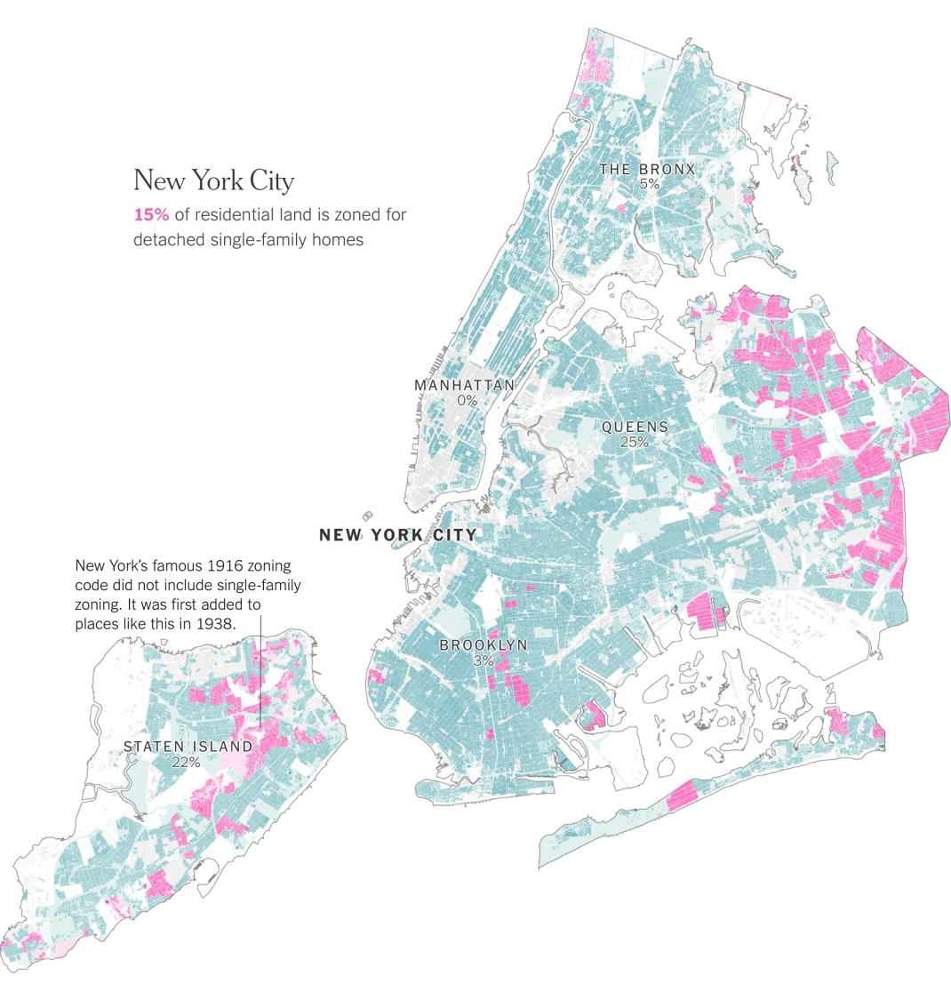 THE BRONX
5%
New York City
15% of residential land is zoned for
detached single-family homes
MANHATTAN
0%
QUEENS
25%
NEW YORK CITY
New York’s famous 1916 zoning
code did not include single-family
zoning. It was first added to
places like this in 1938.
BROOKLYN
3%
STATEN ISLAND
22%